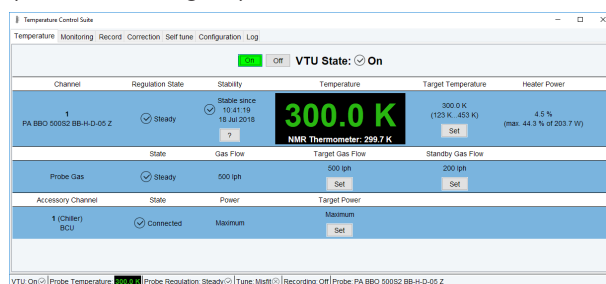 Temperature Control Suite
Temperature Monitoring Record Correction Self tune Configuration Log
On Off VTU State: On
Channel Regulation State Stability Temperature Target Temperature Heater Power
1
PA BBO 500S2 BB-H-D-05 Z
Steady
Stable since
10:41:19
18 Jul 2018
?
300.0 K
NMR Thermometer: 299.7 K
300.0 K
(123 K...453 K)
Set
4.5 %
(max. 44.3 % of 203.7 W)
State Gas Flow Target Gas Flow Standby Gas Flow
Probe Gas
Steady
500 lph
500 lph
Set
200 lph
Set
Accessory Channel State Power Target Power
1 (Chiller)
BCU
Connected
Maximum
Maximum
Set
VTU: On Probe Temperature: 300.0 K Probe Regulation: Steady Tune: Misfit Recording: Off Probe: PA BBO 500S2 BB-H-D-05 Z